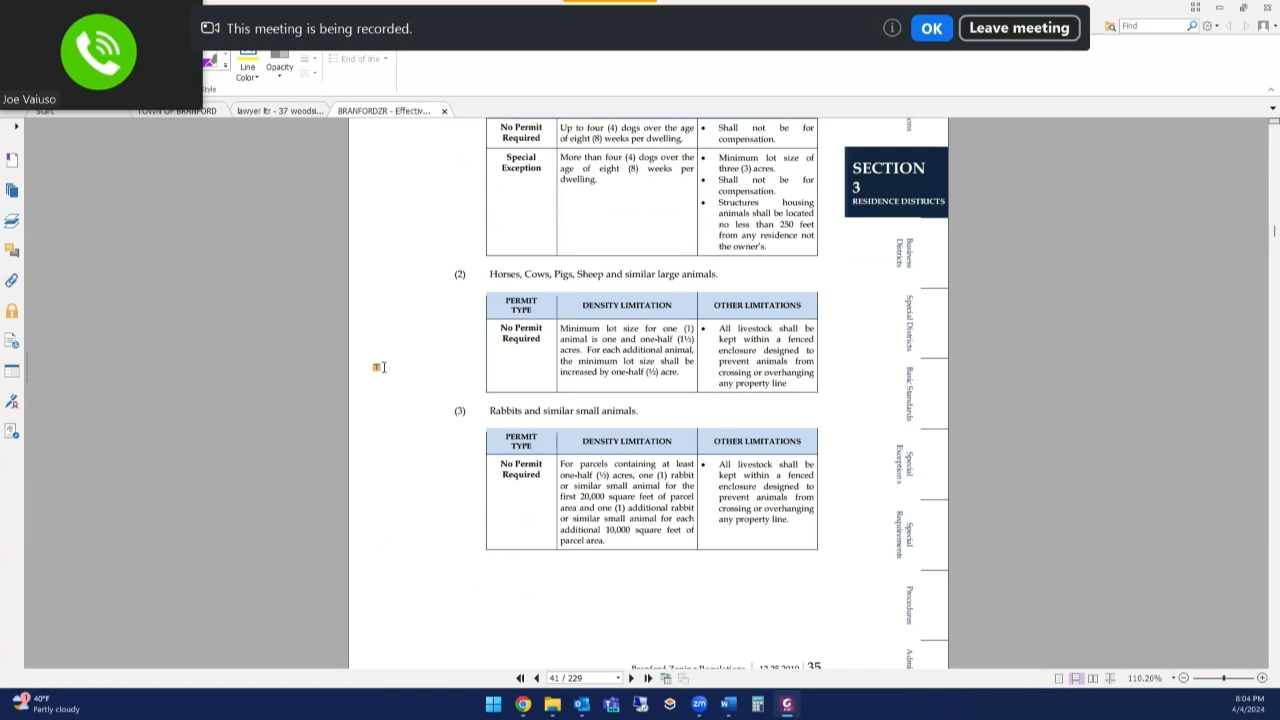 This meeting is being recorded.
OK
Leave meeting
Find
Joe Vaiuso
Line
Color
Opacity
End of line
Style
Start
TOWN OF BRANFORD
lawyer ltr - 37 woodsi...
BRANFORDZR - Effectiv...
No Permit
Required
Up to four (4) dogs over the age
of eight (8) weeks per dwelling.
• Shall not be for
compensation.
Special
Exception
More than four (4) dogs over the
age of eight (8) weeks per
dwelling.
• Minimum lot size of
three (3) acres.
• Shall not be for
compensation.
• Structures housing
animals shall be located
no less than 250 feet
from any residence not
the owner's.
SECTION
3
RESIDENCE DISTRICTS
(2) Horses, Cows, Pigs, Sheep and similar large animals.
PERMIT
TYPE
DENSITY LIMITATION
OTHER LIMITATIONS
No Permit
Required
Minimum lot size for one (1)
animal is one and one-half (1½)
acres. For each additional animal,
the minimum lot size shall be
increased by one-half (½) acre.
• All livestock shall be
kept within a fenced
enclosure designed to
prevent animals from
crossing or overhanging
any property line
(3) Rabbits and similar small animals.
PERMIT
TYPE
DENSITY LIMITATION
OTHER LIMITATIONS
No Permit
Required
For parcels containing at least
one-half (½) acres, one (1) rabbit
or similar small animal for the
first 20,000 square feet of parcel
area and one (1) additional rabbit
or similar small animal for each
additional 10,000 square feet of
parcel area.
• All livestock shall be
kept within a fenced
enclosure designed to
prevent animals from
crossing or overhanging
any property line.
Business
Districts
Special Districts
Basic Standards
Special
Exceptions
Special
Requirements
Procedures
Branford Zoning Regulations | 12.25.2019 | 35
41 / 229
110.20%
40°F
Partly cloudy
8:04 PM
4/4/2024